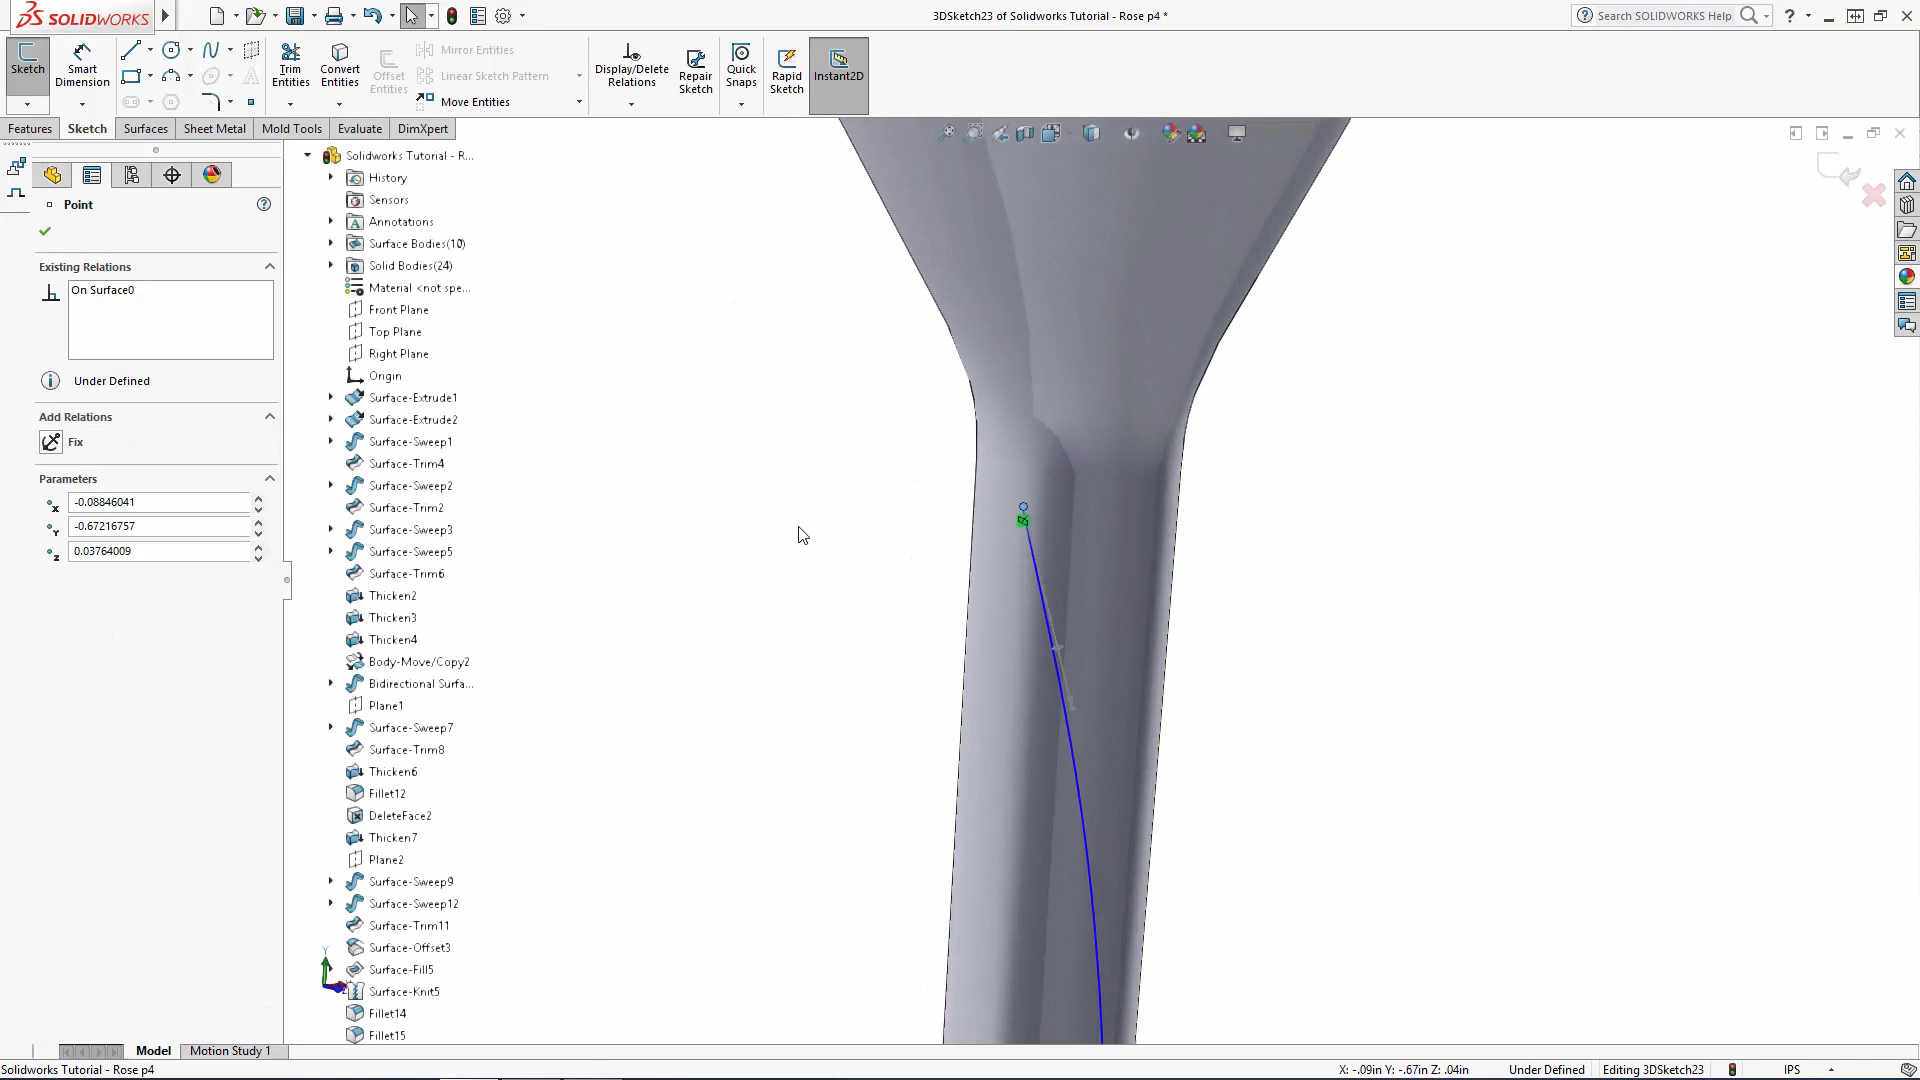 SOLIDWORKS
3DSketch23 of Solidworks Tutorial - Rose p4 *
Search SOLIDWORKS Help
Sketch
Smart Dimension
Trim Entities
Convert Entities
Offset Entities
Mirror Entities
Linear Sketch Pattern
Move Entities
Display/Delete Relations
Repair Sketch
Quick Snaps
Rapid Sketch
Instant2D
Features
Sketch
Surfaces
Sheet Metal
Mold Tools
Evaluate
DimXpert
Point
Existing Relations
On Surface0
Under Defined
Add Relations
Fix
Parameters
-0.08846041
-0.67216757
0.03764009
Solidworks Tutorial - R...
History
Sensors
Annotations
Surface Bodies(10)
Solid Bodies(24)
Material <not spe...
Front Plane
Top Plane
Right Plane
Origin
Surface-Extrude1
Surface-Extrude2
Surface-Sweep1
Surface-Trim4
Surface-Sweep2
Surface-Trim2
Surface-Sweep3
Surface-Sweep5
Surface-Trim6
Thicken2
Thicken3
Thicken4
Body-Move/Copy2
Bidirectional Surfa...
Plane1
Surface-Sweep7
Surface-Trim8
Thicken6
Fillet12
DeleteFace2
Thicken7
Plane2
Surface-Sweep9
Surface-Sweep12
Surface-Trim11
Surface-Offset3
Surface-Fill5
Surface-Knit5
Fillet14
Fillet15
Model
Motion Study 1
Solidworks Tutorial - Rose p4
X: -.09in Y: -.67in Z: .04in
Under Defined
Editing 3DSketch23
IPS